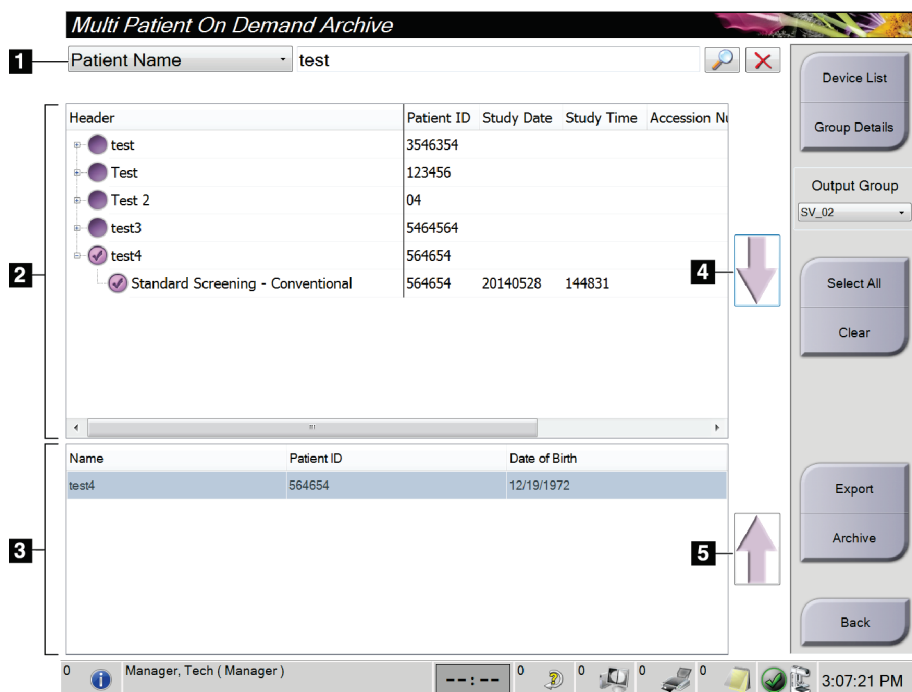 Multi Patient On Demand Archive
1
Patient Name
test
Device List
Group Details
Output Group
SV_02
Select All
Clear
Export
Archive
Back
2
Header Patient ID Study Date Study Time Accession Nu
test 3546354
Test 123456
Test 2 04
test3 5464564
test4 564654
Standard Screening - Conventional 564654 20140528 144831
4
3
Name Patient ID Date of Birth
test4 564654 12/19/1972
5
0 Manager, Tech ( Manager ) --:-- 0 0 0 0 3:07:21 PM